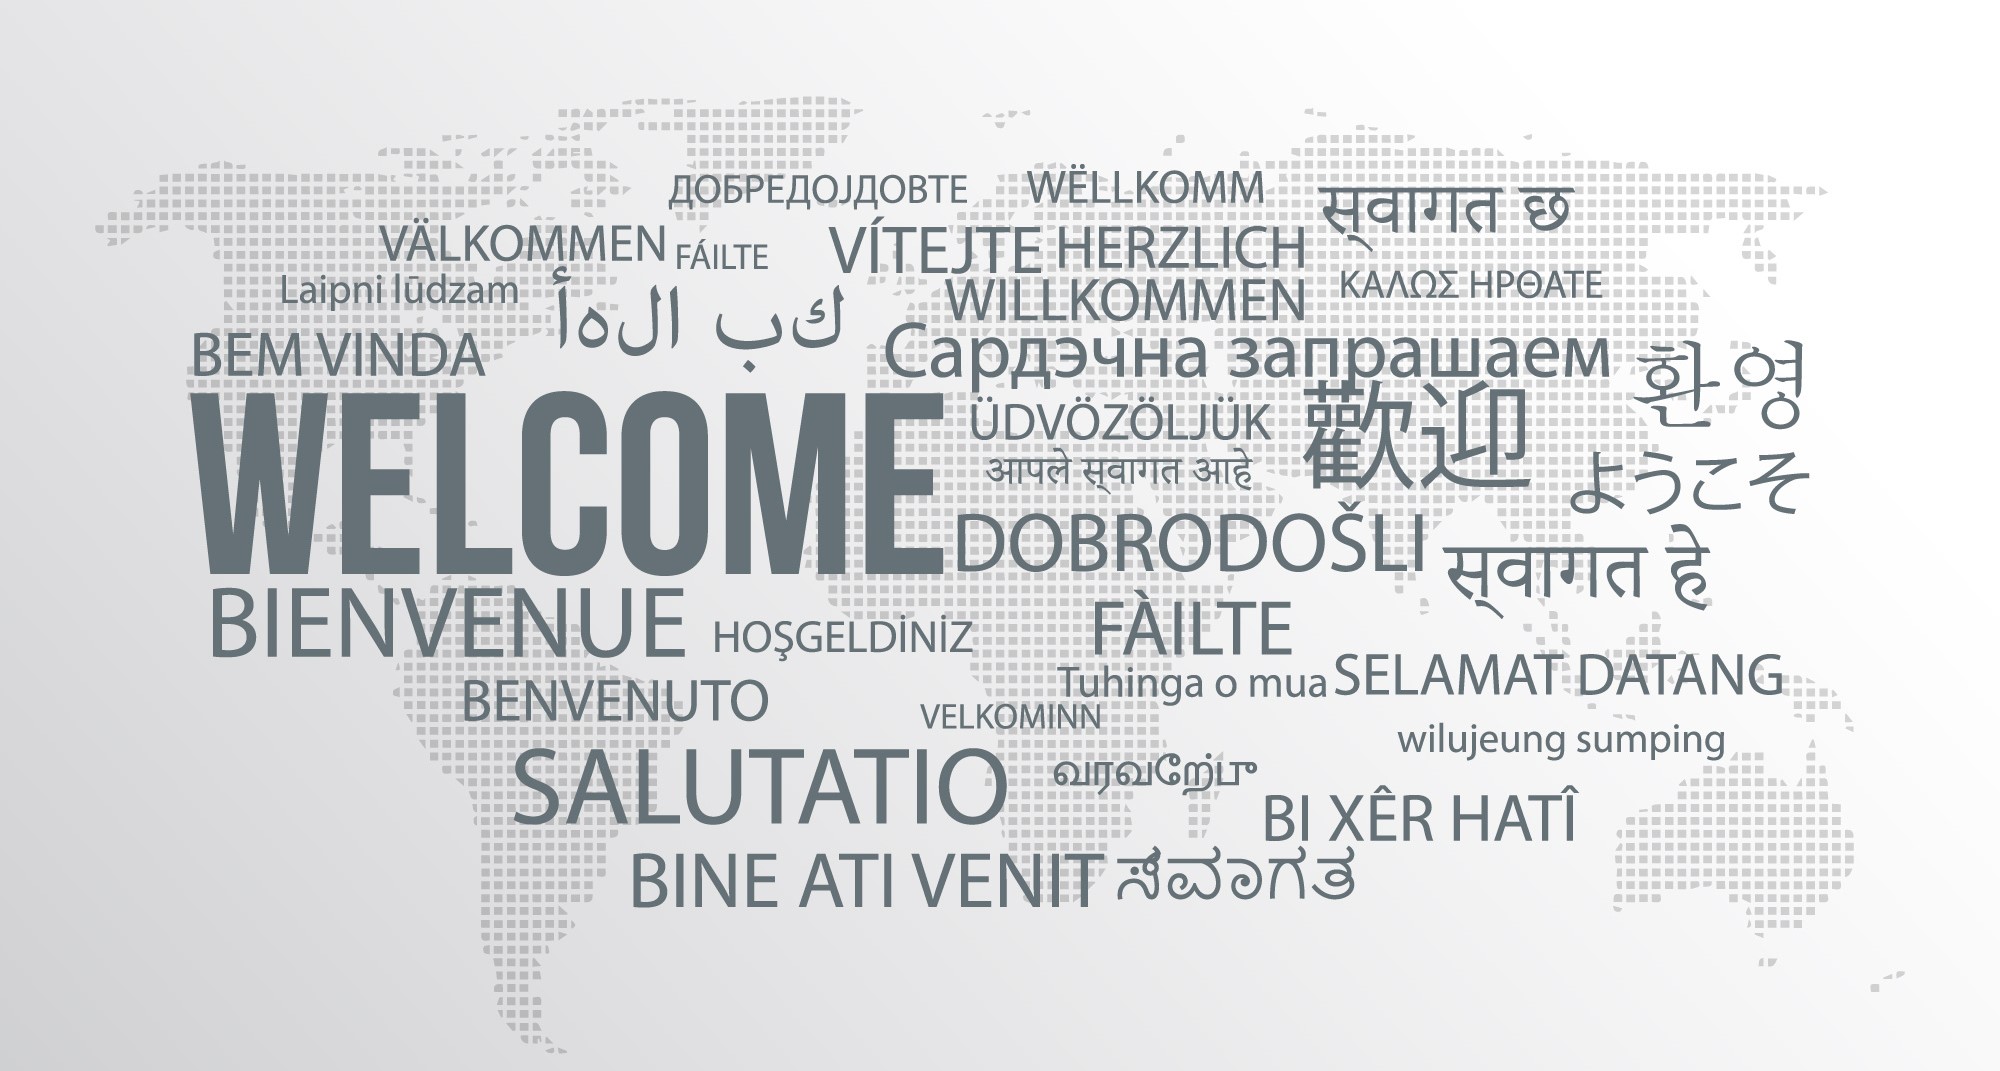 ДОБРЕДОЈДОВТЕ
WËLLKOMM
स्वागत छ
VÄLKOMMEN
FÁILTE
VÍTEJTE
HERZLICH
WILLKOMMEN
ΚΑΛΩΣ ΗΡΘΑΤΕ
Laipni lūdzam
أهلا بك
BEM VINDA
Сардэчна запрашаем
환영
WELCOME
ÜDVÖZÖLJÜK
歡迎
आपले स्वागत आहे
ようこそ
DOBRODOŠLI
स्वागत हे
BIENVENUE
HOŞGELDİNİZ
FÀILTE
Tuhinga o mua
SELAMAT DATANG
BENVENUTO
VELKOMINN
wilujeung sumping
SALUTATIO
வரவேற்பு
BI XÊR HATÎ
BINE ATI VENIT
ಸ್ವಾಗತ